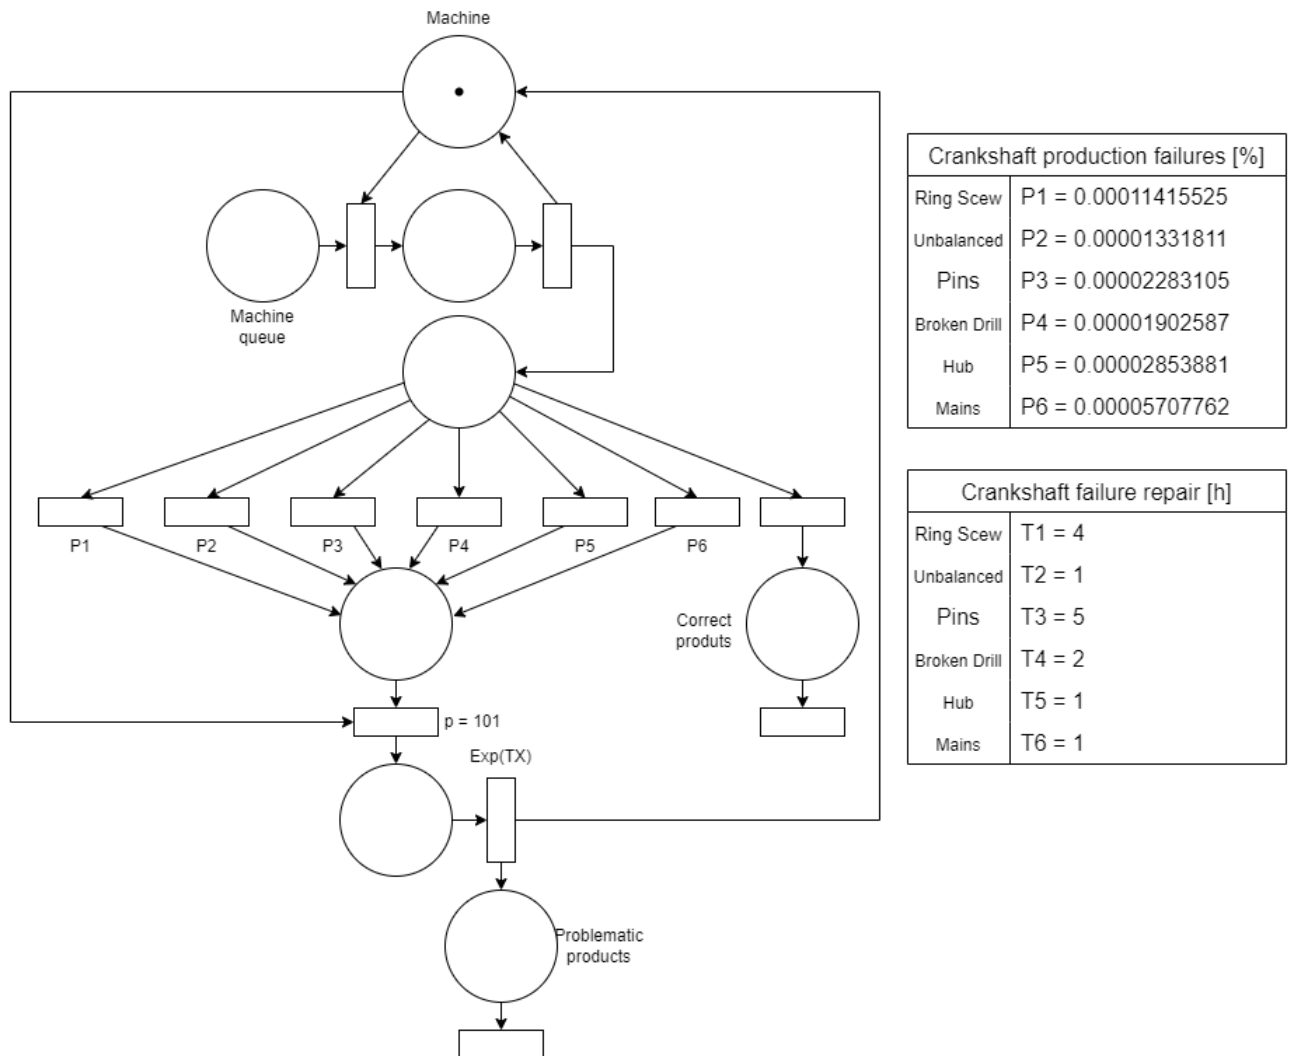 Machine
Machine
queue
P1
P2
P3
P4
P5
P6
Correct
produts
p = 101
Exp(TX)
Problematic
products
Crankshaft production failures [%]
Ring Scew P1 = 0.00011415525
Unbalanced P2 = 0.00001331811
Pins P3 = 0.00002283105
Broken Drill P4 = 0.00001902587
Hub P5 = 0.00002853881
Mains P6 = 0.00005707762
Crankshaft failure repair [h]
Ring Scew T1 = 4
Unbalanced T2 = 1
Pins T3 = 5
Broken Drill T4 = 2
Hub T5 = 1
Mains T6 = 1